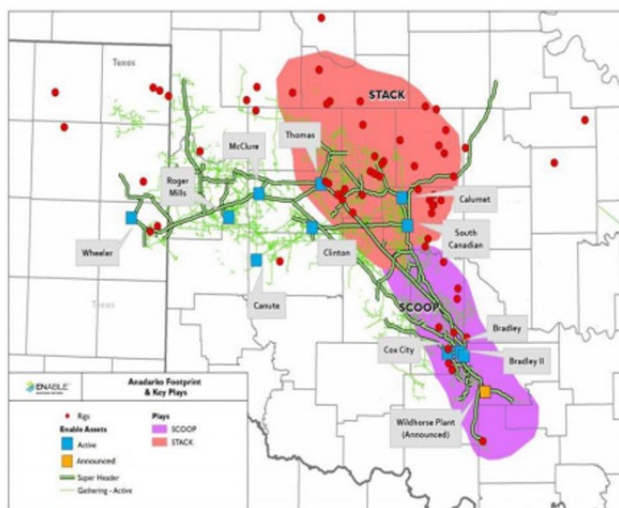 Texas
STACK
Thomas
McClure
Roger
Mills
Calumet
South
Canadian
Wheeler
Clinton
Canute
Texas
SCOOP
Bradley
Cox City
Bradley II
Wildhorse Plant
(Announced)
ENABLE
Anadarko Footprint
& Key Plays
Rigs
Enable Assets
Active
Announced
Super Header
Gathering - Active
Plays
SCOOP
STACK